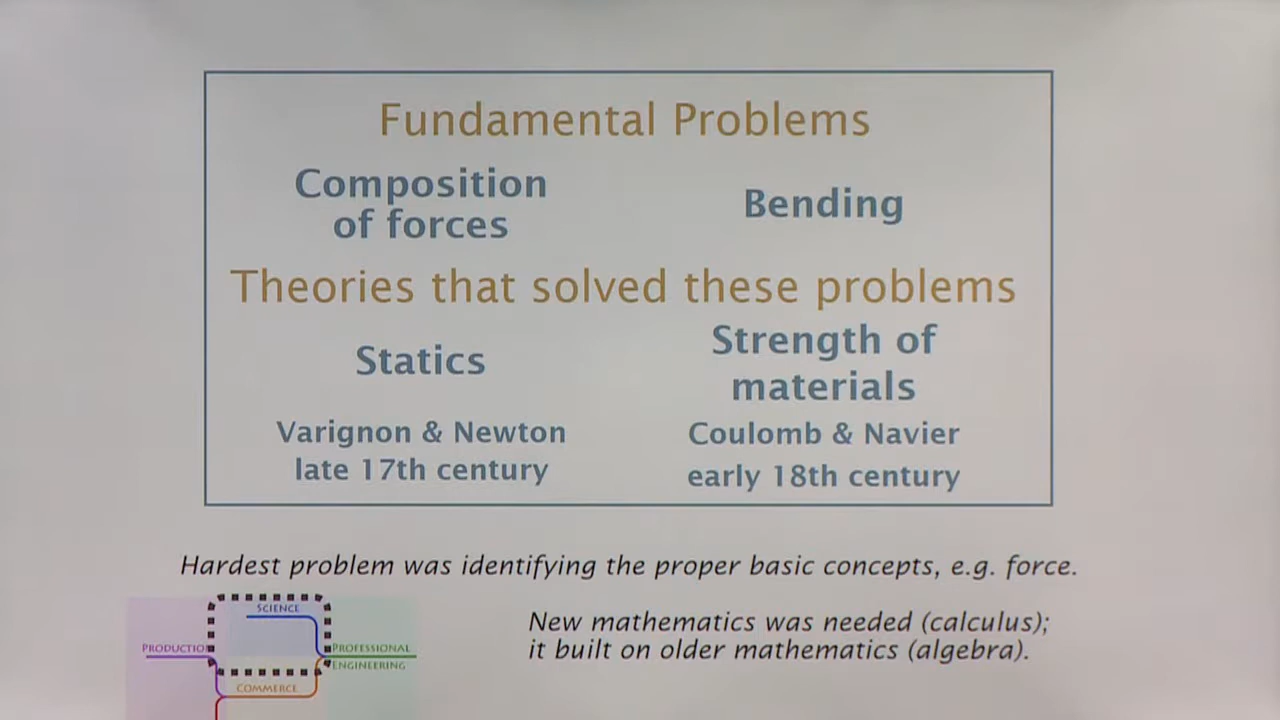 Fundamental Problems
Composition
of forces
Bending
Theories that solved these problems
Statics
Strength of
materials
Varignon & Newton
late 17th century
Coulomb & Navier
early 18th century
Hardest problem was identifying the proper basic concepts, e.g. force.
New mathematics was needed (calculus);
it built on older mathematics (algebra).
SCIENCE
PRODUCTION
PROFESSIONAL
ENGINEERING
COMMERCE